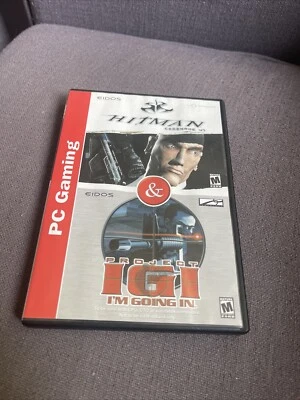 EIDOS
HITMAN
CODENAME 47
PC Gaming
M
&
EIDOS
PROJECT
IGI
I'M GOING IN
M